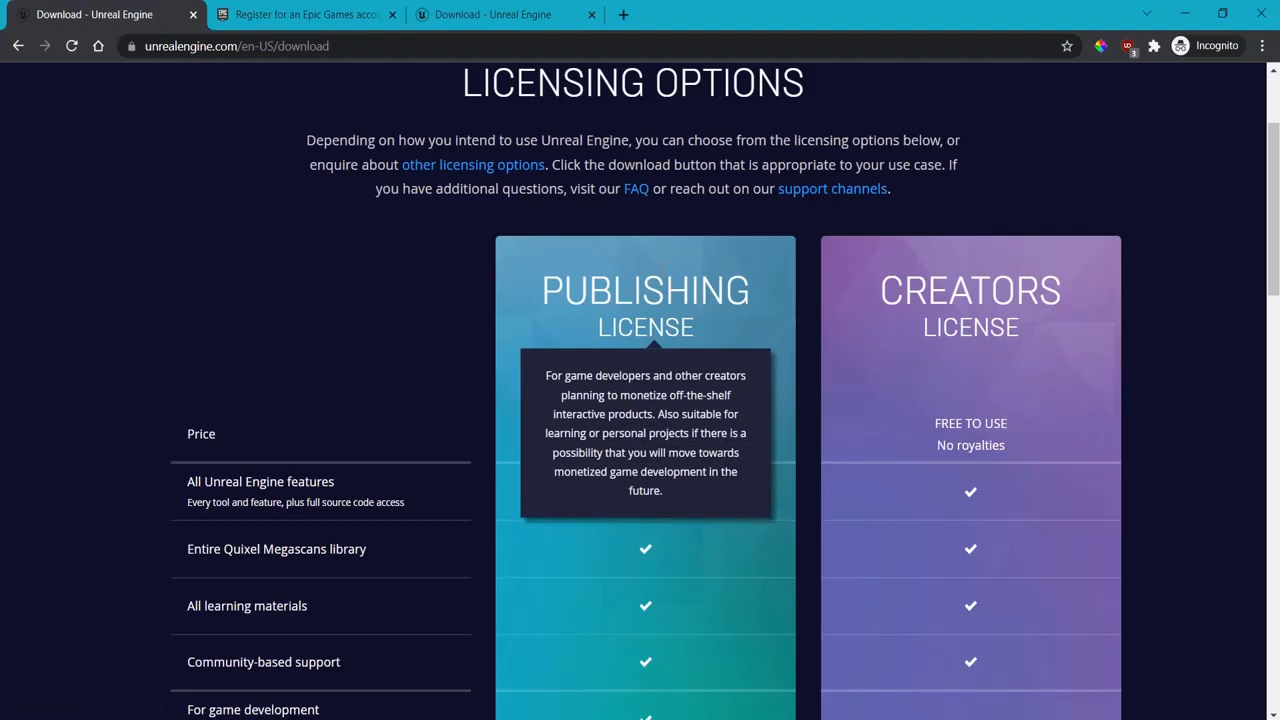 Download - Unreal Engine
Register for an Epic Games acco
Download - Unreal Engine
unrealengine.com/en-US/download
3
Incognito
LICENSING OPTIONS
Depending on how you intend to use Unreal Engine, you can choose from the licensing options below, or
enquire about other licensing options. Click the download button that is appropriate to your use case. If
you have additional questions, visit our FAQ or reach out on our support channels.
PUBLISHING
LICENSE
For game developers and other creators
planning to monetize off-the-shelf
interactive products. Also suitable for
learning or personal projects if there is a
possibility that you will move towards
monetized game development in the
future.
CREATORS
LICENSE
Price
FREE TO USE
No royalties
All Unreal Engine features
Every tool and feature, plus full source code access
Entire Quixel Megascans library
All learning materials
Community-based support
For game development